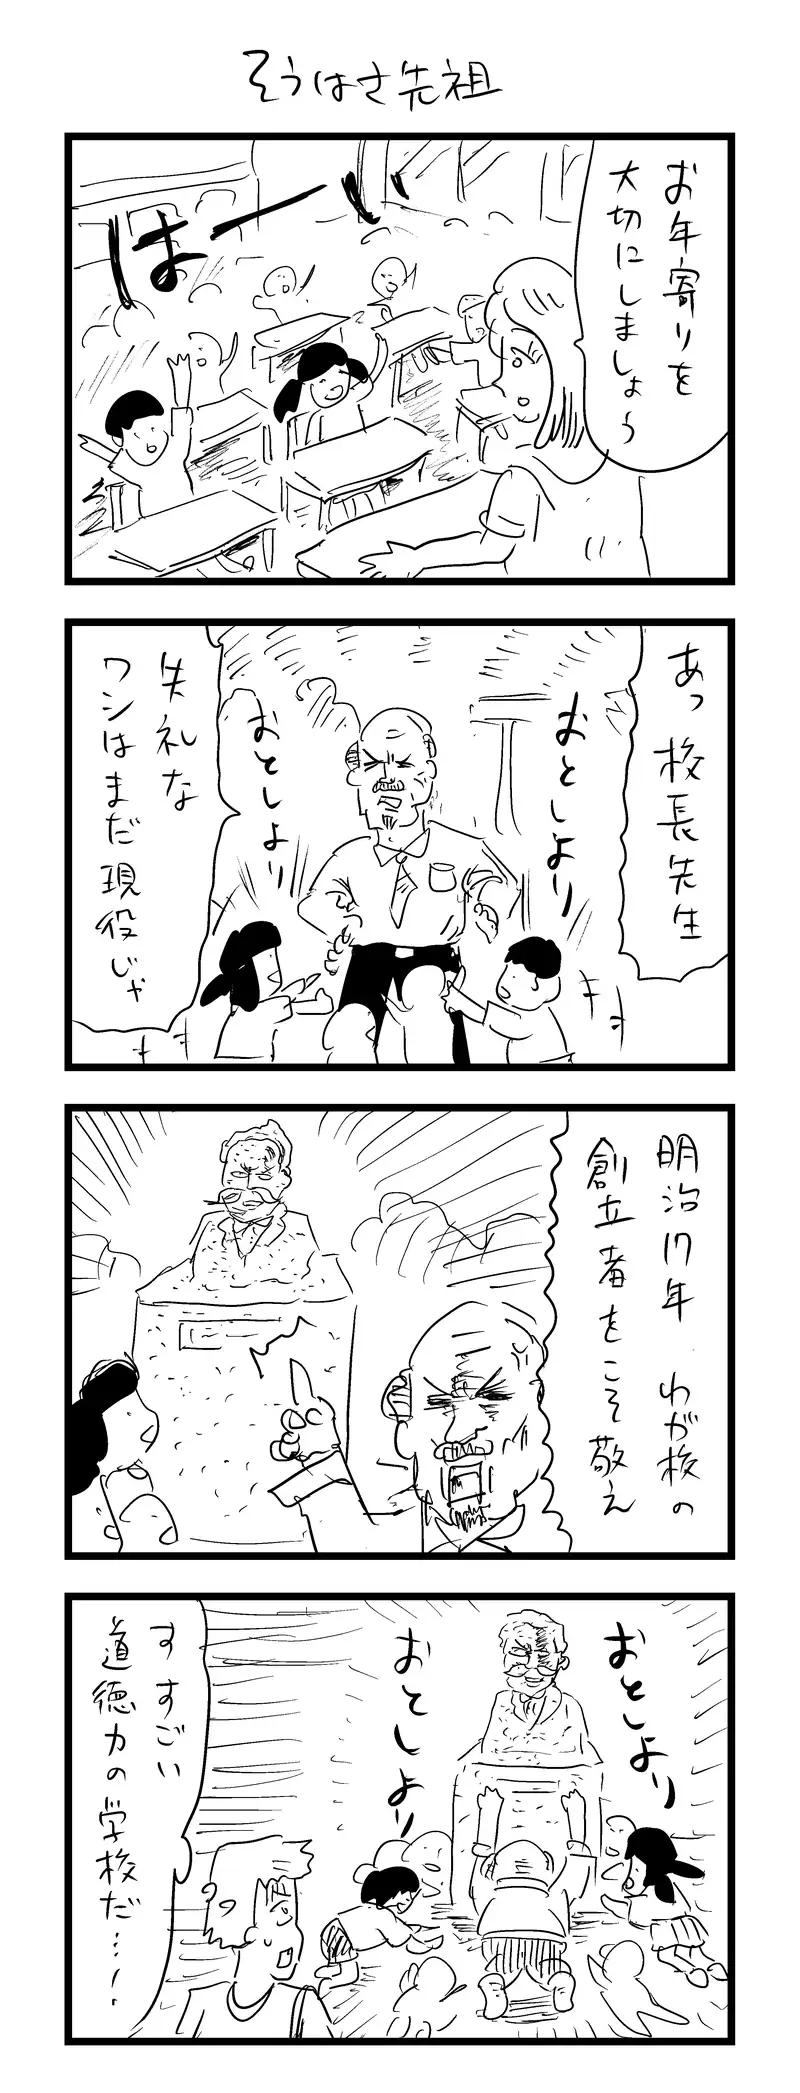 そうはさ先祖
お年寄りを
大切にしましょう
はーい
あっ 校長先生
おとしより
おとしより
失礼な
ワシはまだ現役じゃ
明治17年 わが校の
創立者をこそ敬え
おとしより
おとしより
すすごい
道徳力の学校だ…!